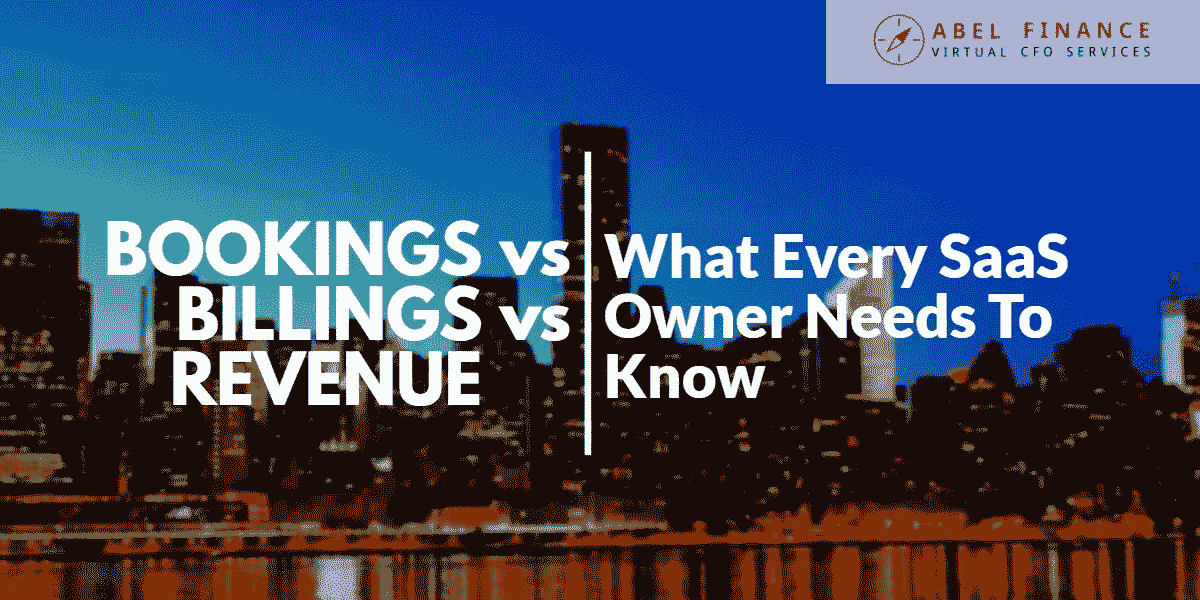 ABEL FINANCE
VIRTUAL CFO SERVICES
BOOKINGS vs
BILLINGS vs
REVENUE
What Every SaaS
Owner Needs To
Know